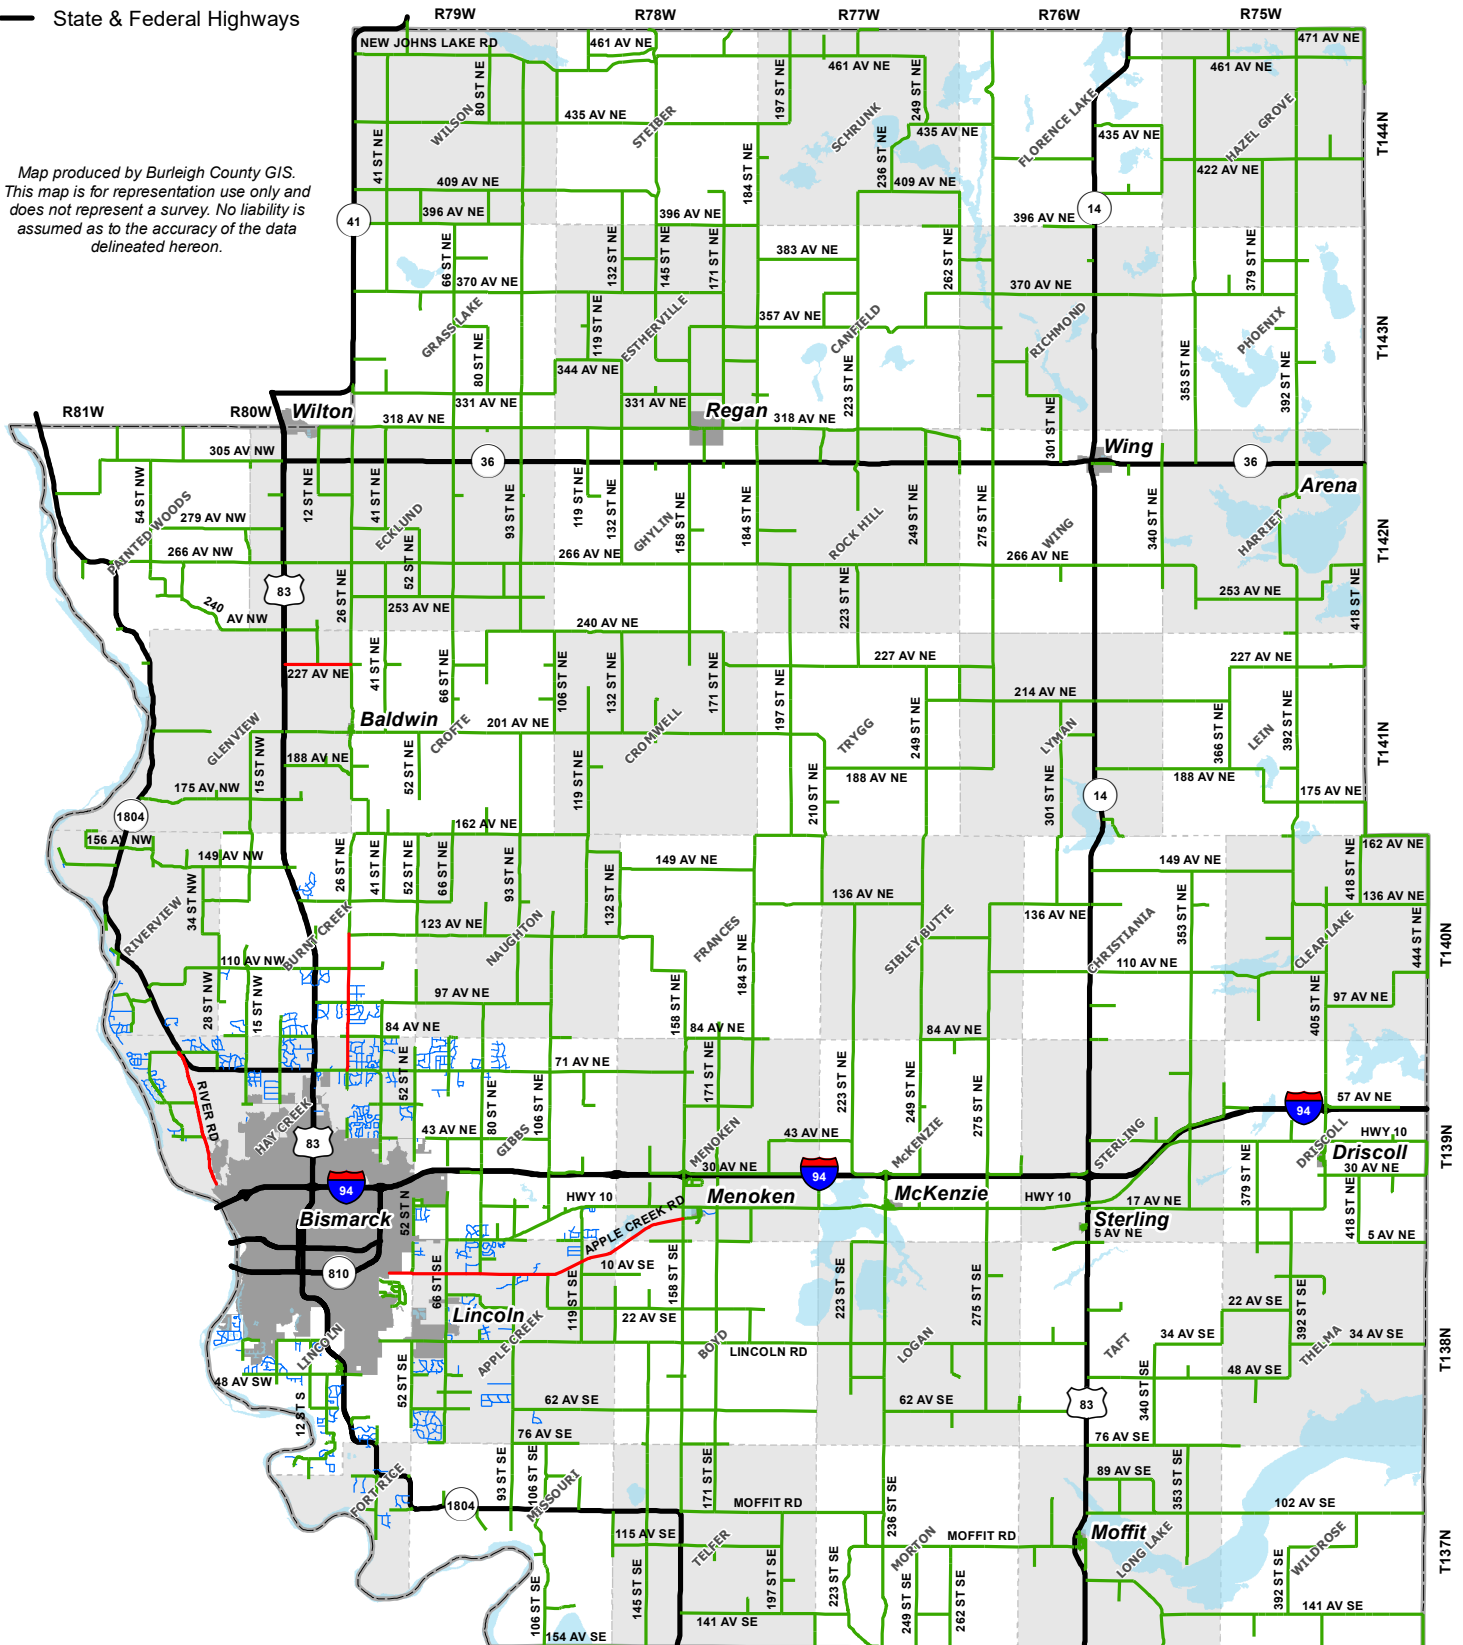 State & Federal Highways
R79W
R78W
R77W
R76W
R75W
Map produced by Burleigh County GIS.
This map is for representation use only and
does not represent a survey. No liability is
assumed as to the accuracy of the data
delineated hereon.
NEW JOHNS LAKE RD
461 AV NE
461 AV NE
461 AV NE
471 AV NE
80 ST NE
197 ST NE
249 ST NE
WILSON
STEIBER
SCHRUNK
FLORENCE LAKE
HAZEL GROVE
T144N
435 AV NE
435 AV NE
435 AV NE
41 ST NE
184 ST NE
236 ST NE
422 AV NE
409 AV NE
409 AV NE
396 AV NE
396 AV NE
396 AV NE
41
14
66 ST NE
132 ST NE
145 ST NE
171 ST NE
383 AV NE
262 ST NE
379 ST NE
370 AV NE
370 AV NE
GRASS LAKE
119 ST NE
ESTHERVILLE
357 AV NE
CANFIELD
RICHMOND
PHOENIX
T143N
80 ST NE
344 AV NE
223 ST NE
353 ST NE
392 ST NE
331 AV NE
331 AV NE
R81W
R80W
Wilton
318 AV NE
Regan
318 AV NE
301 ST NE
Wing
305 AV NW
36
36
Arena
54 ST NW
PAINTED WOODS
279 AV NW
12 ST NE
41 ST NE
ECKLUND
93 ST NE
119 ST NE
132 ST NE
GHYLIN
158 ST NE
184 ST NE
ROCK HILL
249 ST NE
275 ST NE
WING
340 ST NE
HARRIET
T142N
266 AV NW
52 ST NE
266 AV NE
266 AV NE
83
26 ST NE
253 AV NE
223 ST NE
253 AV NE
418 ST NE
240
AV NW
240 AV NE
227 AV NE
41 ST NE
66 ST NE
106 ST NE
132 ST NE
171 ST NE
197 ST NE
227 AV NE
227 AV NE
214 AV NE
GLENVIEW
Baldwin
CROFTE
201 AV NE
CROMWELL
TRYGG
249 ST NE
LYMAN
366 ST NE
LEIN
392 ST NE
T141N
15 ST NW
188 AV NE
52 ST NE
119 ST NE
188 AV NE
188 AV NE
175 AV NW
210 ST NE
301 ST NE
14
175 AV NE
1804
162 AV NE
156 AV NW
162 AV NE
149 AV NW
26 ST NE
41 ST NE
52 ST NE
66 ST NE
93 ST NE
132 ST NE
149 AV NE
149 AV NE
418 ST NE
34 ST NW
136 AV NE
136 AV NE
136 AV NE
RIVERVIEW
BURNT CREEK
123 AV NE
NAUGHTON
FRANCES
SIBLEY BUTTE
CHRISTIANIA
353 ST NE
CLEAR LAKE
444 ST NE
T140N
110 AV NW
184 ST NE
110 AV NE
28 ST NW
15 ST NW
97 AV NE
158 ST NE
405 ST NE
97 AV NE
84 AV NE
84 AV NE
84 AV NE
52 ST NE
71 AV NE
171 ST NE
223 ST NE
249 ST NE
275 ST NE
RIVER RD
HAY CREEK
80 ST NE
106 ST NE
94
57 AV NE
83
43 AV NE
GIBBS
MENOKEN
43 AV NE
McKENZIE
STERLING
DRISCOLL
HWY 10
T139N
Driscoll
94
30 AV NE
94
379 ST NE
30 AV NE
HWY 10
Menoken
McKenzie
HWY 10
17 AV NE
Bismarck
52 ST N
APPLE CREEK RD
Sterling
418 ST NE
5 AV NE
5 AV NE
810
66 ST SE
10 AV SE
158 ST SE
223 ST SE
275 ST SE
Lincoln
119 ST SE
22 AV SE
22 AV SE
392 ST SE
LINCOLN
APPLE CREEK
BOYD
LINCOLN RD
LOGAN
TAFT
34 AV SE
THELMA
34 AV SE
T138N
48 AV SW
52 ST SE
48 AV SE
12 ST S
62 AV SE
62 AV SE
83
340 ST SE
76 AV SE
76 AV SE
FORT RICE
93 ST SE
106 ST SE
MISSOURI
171 ST SE
89 AV SE
353 ST SE
1804
MOFFIT RD
236 ST SE
102 AV SE
115 AV SE
TELFER
MORTON
MOFFIT RD
Moffit
LONG LAKE
WILDROSE
T137N
106 ST SE
145 ST SE
197 ST SE
223 ST SE
249 ST SE
262 ST SE
392 ST SE
141 AV SE
141 AV SE
154 AV SE